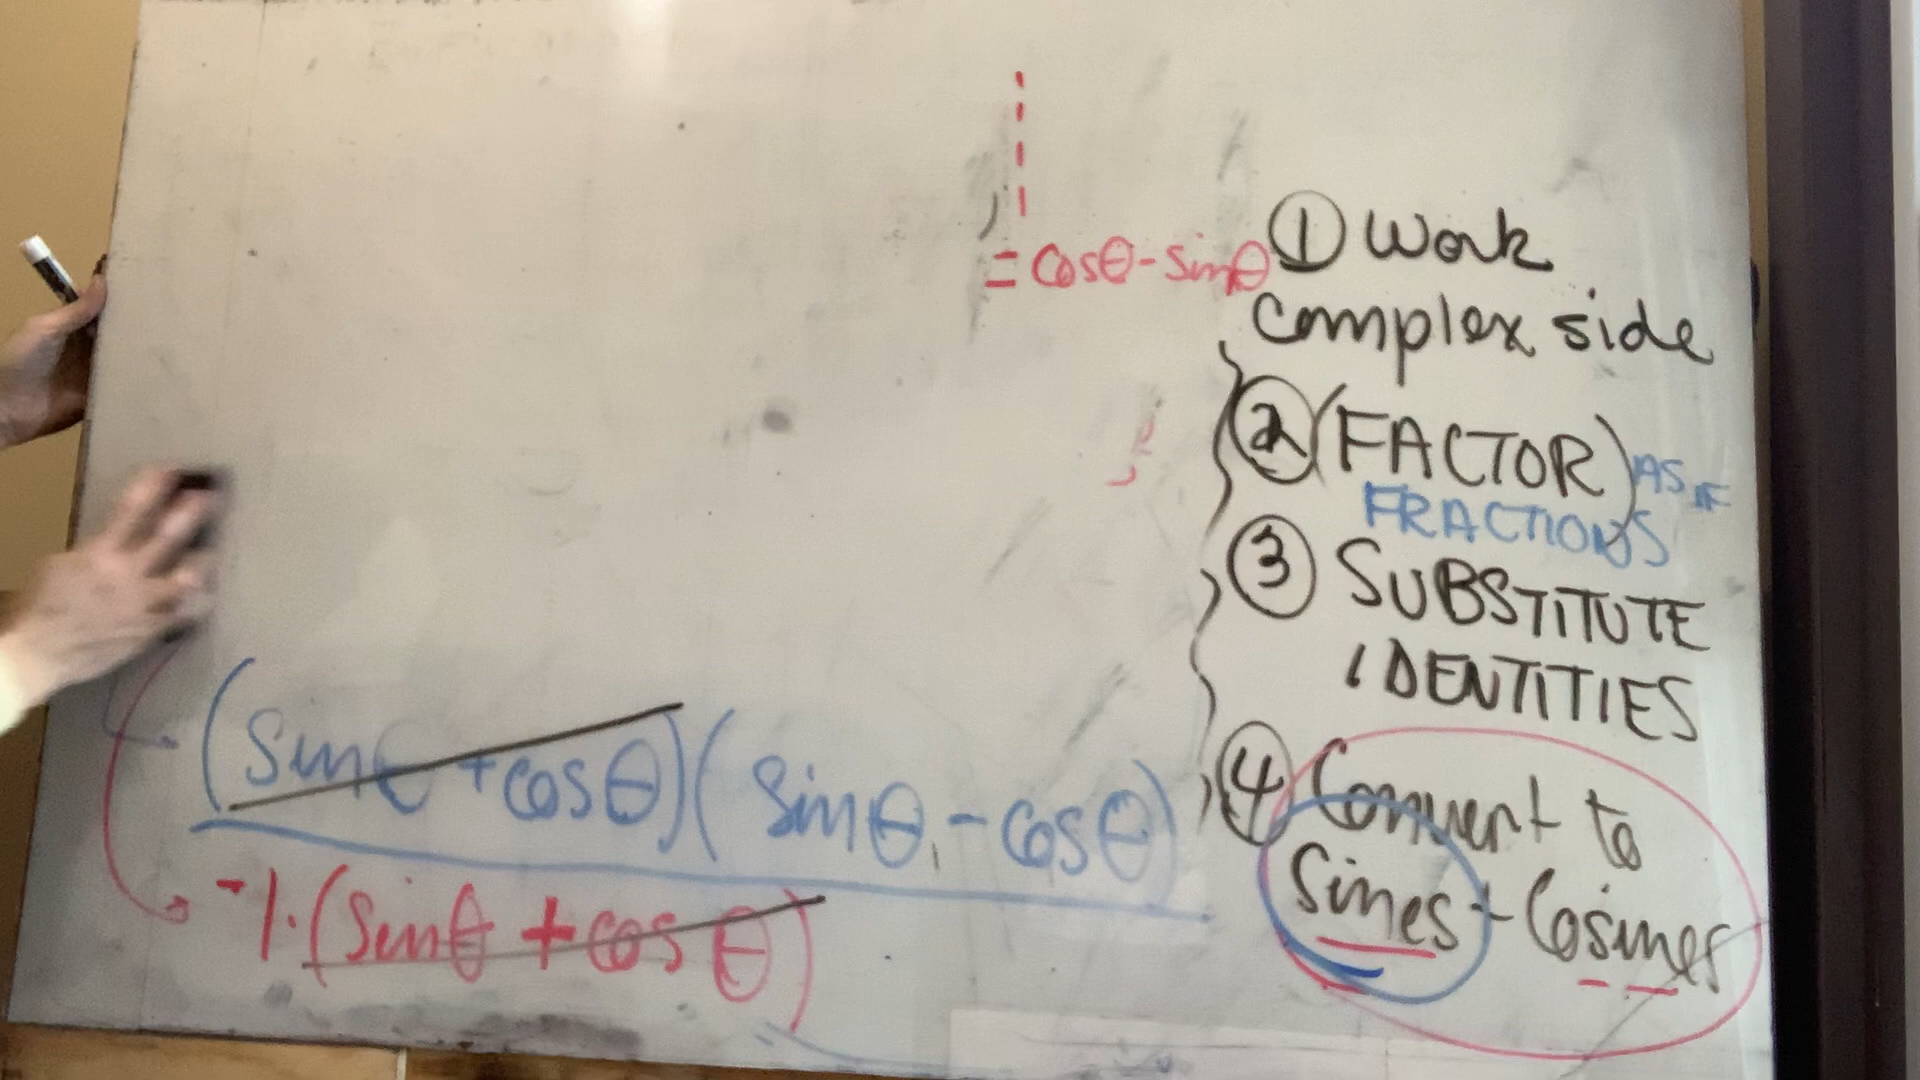 = cosθ - sinθ
① Work
complex side
② (FACTOR) AS IF
FRACTIONS
③ SUBSTITUTE
IDENTITIES
④ Convert to
Sines + Cosines
(sinθ + cosθ)(sinθ - cosθ)
-1·(sinθ + cosθ)